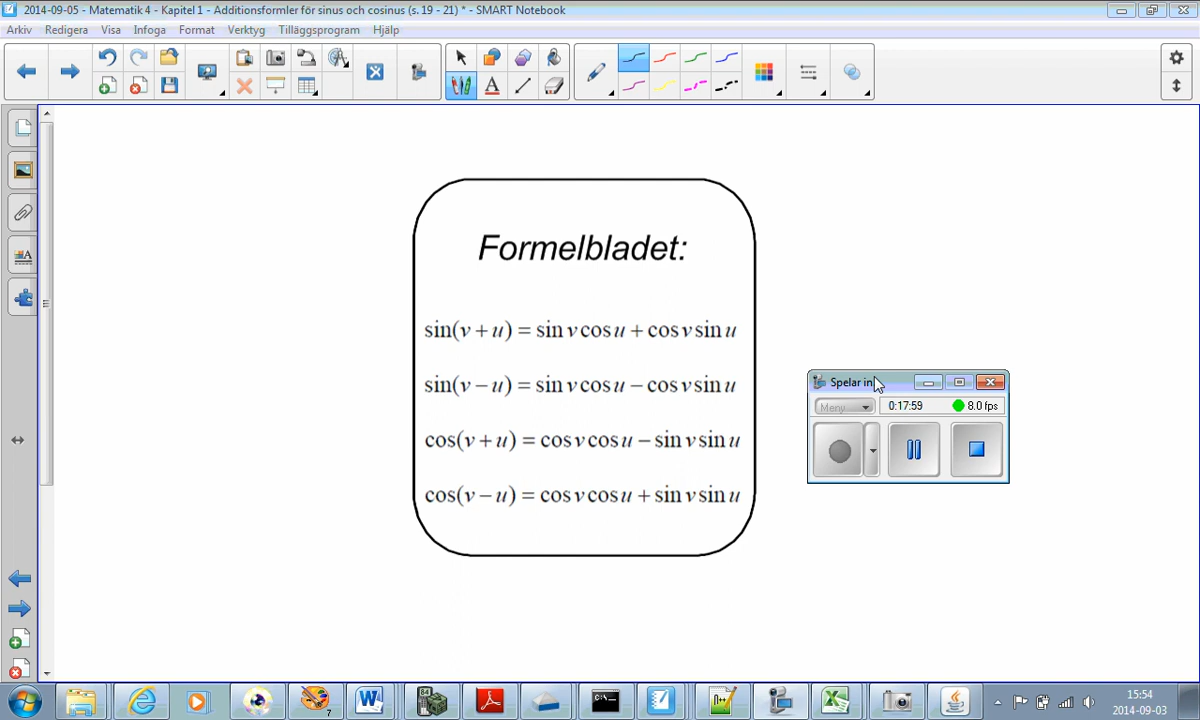 2014-09-05 - Matematik 4 - Kapitel 1 - Additionsformler för sinus och cosinus (s. 19 - 21) * - SMART Notebook
Arkiv Redigera Visa Infoga Format Verktyg Tilläggsprogram Hjälp
Formelbladet:
sin(v + u) = sin v cos u + cos v sin u
sin(v − u) = sin v cos u − cos v sin u
cos(v + u) = cos v cos u − sin v sin u
cos(v − u) = cos v cos u + sin v sin u
Spelar in
Meny 0:17:59 8.0 fps
15:54
2014-09-03